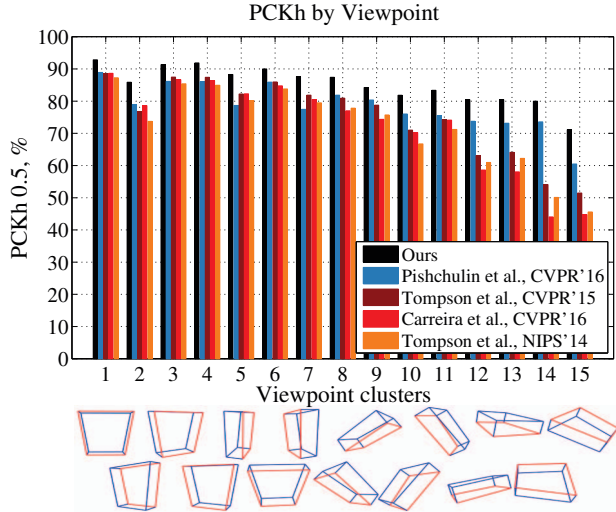 PCKh by Viewpoint
PCKh 0.5, %
100
90
80
70
60
50
40
30
20
10
0
Ours
Pishchulin et al., CVPR'16
Tompson et al., CVPR'15
Carreira et al., CVPR'16
Tompson et al., NIPS'14
1 2 3 4 5 6 7 8 9 10 11 12 13 14 15
Viewpoint clusters